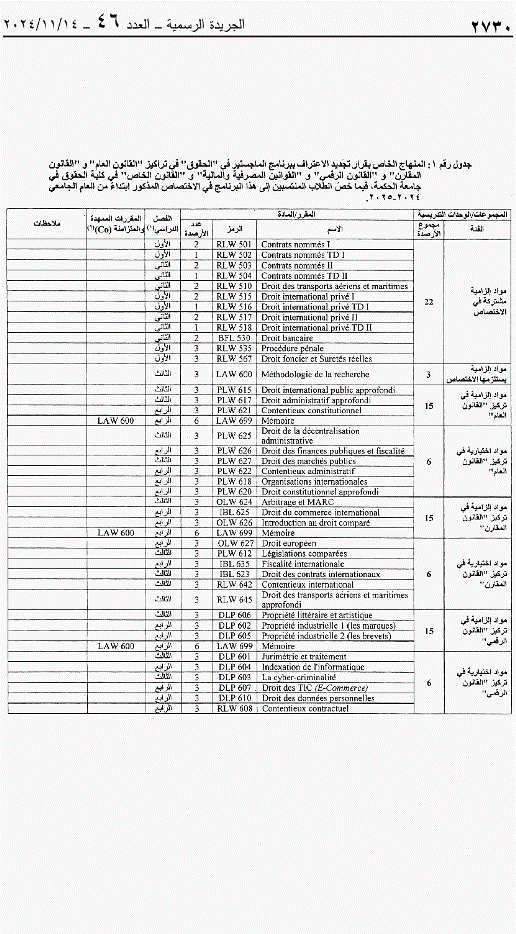 ٢٧٣٠ الجريدة الرسمية ـ العدد ٤٦ ـ ٢٠٢٤/١١/١٤
جدول رقم ١: المنهاج الخاص بقرار تجديد الاعتراف ببرنامج الماجستير في "الحقوق" في تراكيز "القانون العام" و "القانون
المقارن" و "القانون الرقمي" و "القوانين المصرفية والمالية" و "القانون الخاص" في كلية الحقوق في
جامعة الحكمة، فيما خصّ الطلاب المنتسبين إلى هذا البرنامج في الاختصاص المذكور إبتداءً من العام الجامعي
٢٠٢٤-٢٠٢٥.
المجموعات/الوحدات التدريسية المقرر/المادة الفصل الدراسي(١) المقررات الممهدة والمتزامنة (Co)(٢) ملاحظات
الفئة مجموع الأرصدة الاسم الرمز عدد الأرصدة
مواد إلزامية مشتركة في الاختصاص 22
Contrats nommés I RLW 501 2 الأول
Contrats nommés TD I RLW 502 1 الأول
Contrats nommés II RLW 503 2 الثاني
Contrats nommés TD II RLW 504 1 الثاني
Droit des transports aériens et maritimes RLW 510 2 الثاني
Droit international privé I RLW 515 2 الأول
Droit international privé TD I RLW 516 1 الأول
Droit international privé II RLW 517 2 الثاني
Droit international privé TD II RLW 518 1 الثاني
Droit bancaire BFL 530 2 الثاني
Procédure pénale RLW 535 3 الأول
Droit foncier et Suretés réelles RLW 567 3 الأول
مواد إلزامية يستلزمها الاختصاص 3 Méthodologie de la recherche LAW 600 3 الثالث
مواد إلزامية في تركيز "القانون العام" 15
Droit international public approfondi PLW 615 3 الثالث
Droit administratif approfondi PLW 617 3 الثالث
Contentieux constitutionnel PLW 621 3 الرابع
Mémoire LAW 699 6 الرابع LAW 600
مواد اختيارية في تركيز "القانون العام" 6
Droit de la décentralisation administrative PLW 625 3 الثالث
Droit des finances publiques et fiscalité PLW 626 3 الرابع
Droit des marchés publics PLW 627 3 الثالث
Contentieux administratif PLW 622 3 الرابع
Organisations internationales PLW 618 3 الرابع
Droit constitutionnel approfondi PLW 620 3 الرابع
مواد إلزامية في تركيز "القانون المقارن" 15
Arbitrage et MARC OLW 624 3 الثالث
Droit du commerce international IBL 625 3 الرابع
Introduction au droit comparé OLW 626 3 الرابع
Mémoire LAW 699 6 الرابع LAW 600
مواد اختيارية في تركيز "القانون المقارن" 6
Droit européen OLW 627 3 الرابع
Législations comparées PLW 612 3 الثالث
Fiscalité internationale IBL 635 3 الرابع
Droit des contrats internationaux IBL 623 3 الثالث
Contentieux international RLW 642 3 الرابع
Droit des transports aériens et maritimes approfondi RLW 645 3 الثالث
مواد إلزامية في تركيز "القانون الرقمي" 15
Propriété littéraire et artistique DLP 606 3 الثالث
Propriété industrielle 1 (les marques) DLP 602 3 الرابع
Propriété industrielle 2 (les brevets) DLP 605 3 الرابع
Mémoire LAW 699 6 الرابع LAW 600
مواد اختيارية في تركيز "القانون الرقمي" 6
Jurimétrie et traitement DLP 601 3 الثالث
Indexation de l'informatique DLP 604 3 الرابع
La cyber-criminalité DLP 603 3 الثالث
Droit des TIC (E-Commerce) DLP 607 3 الرابع
Droit des données personnelles DLP 610 3 الرابع
Contentieux contractuel RLW 608 3 الرابع